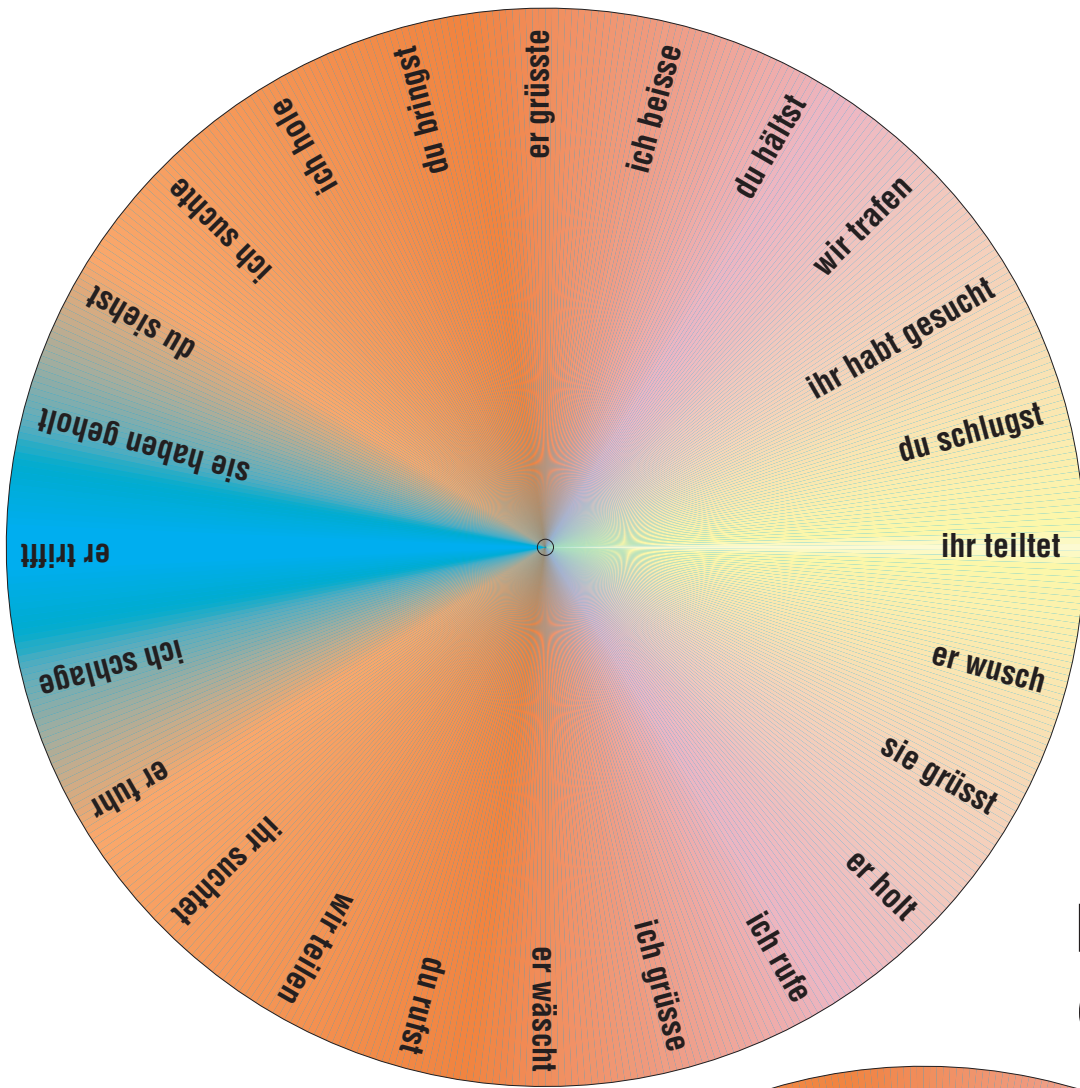 er grüsste
ich beisse
du hältst
wir trafen
ihr habt gesucht
du schlugst
ihr teiltet
er wusch
sie grüsst
er holt
ich rufe
ich grüsse
er wäscht
du rufst
wir teilen
ihr suchtet
er fuhr
ich schlage
er trifft
sie haben geholt
du siehst
ich suchte
ich hole
du bringst